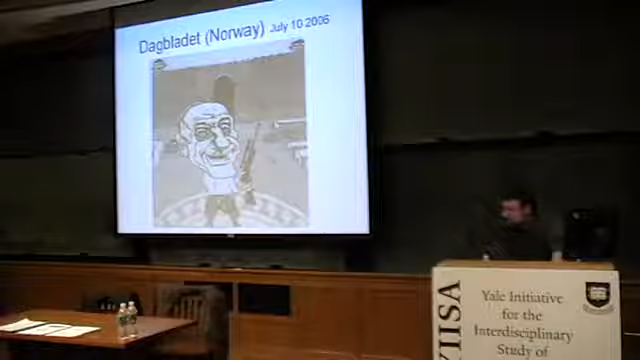 Dagbladet (Norway) July 10 2006
YIISA
Yale Initiative
for the
Interdisciplinary
Study of